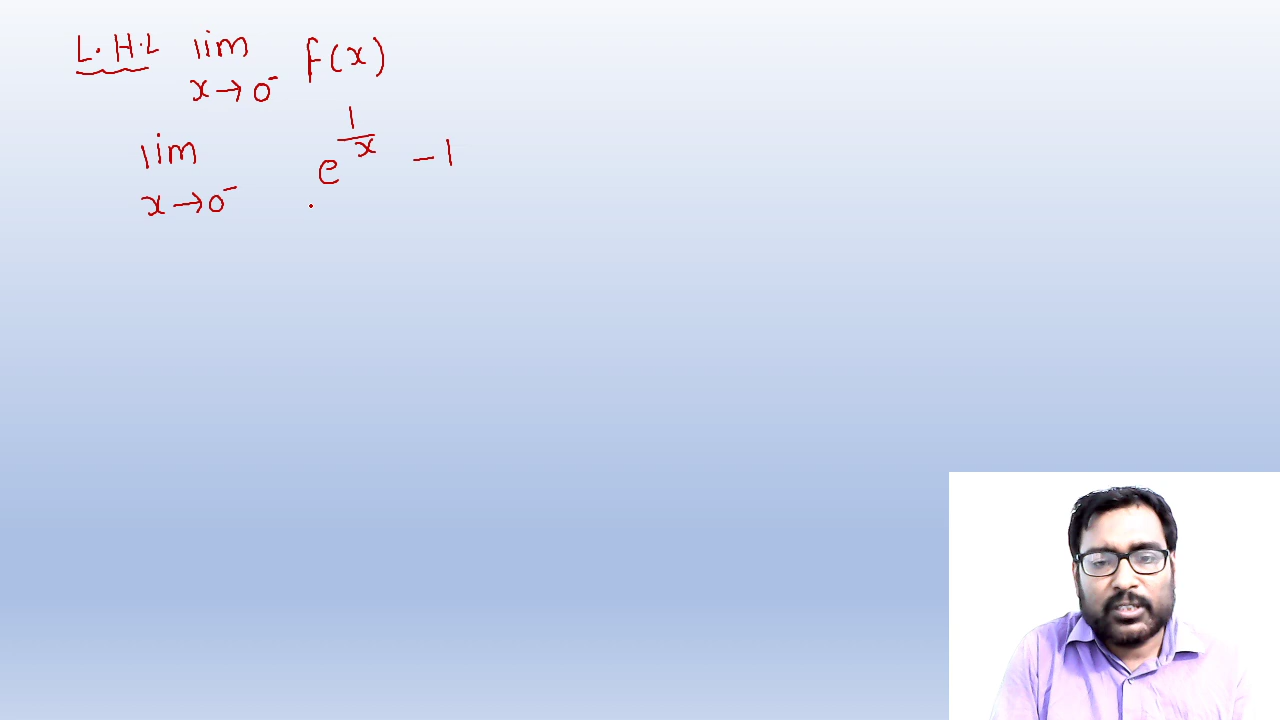 L.H.L lim f(x)
x→0⁻
lim e^(1/x) -1
x→0⁻